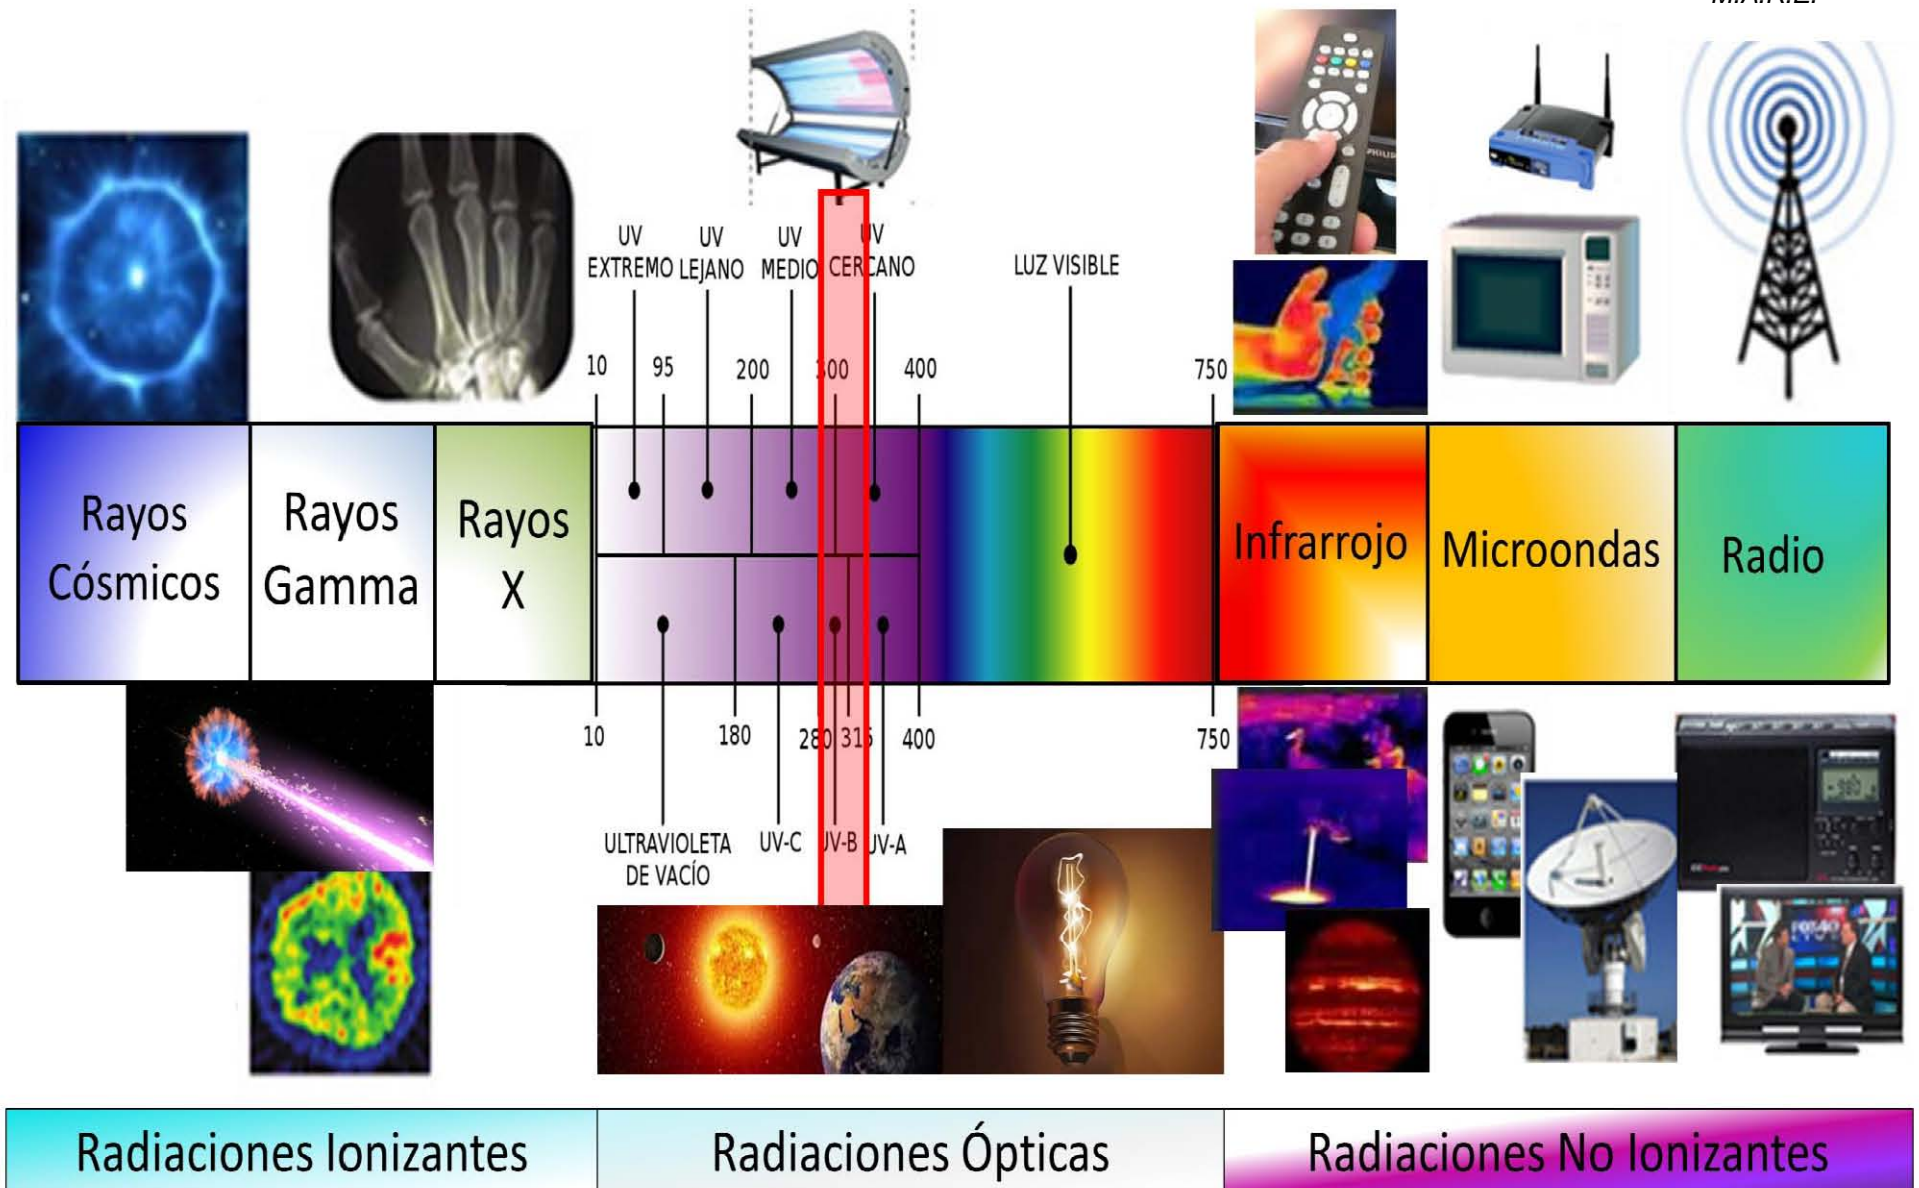 UV
EXTREMO
UV
LEJANO
UV
MEDIO
UV
CERCANO
LUZ VISIBLE
10
95
200
300
400
750
Rayos
Cósmicos
Rayos
Gamma
Rayos
X
Infrarrojo
Microondas
Radio
10
180
280
315
400
750
ULTRAVIOLETA
DE VACÍO
UV-C
UV-B
UV-A
Radiaciones Ionizantes
Radiaciones Ópticas
Radiaciones No Ionizantes